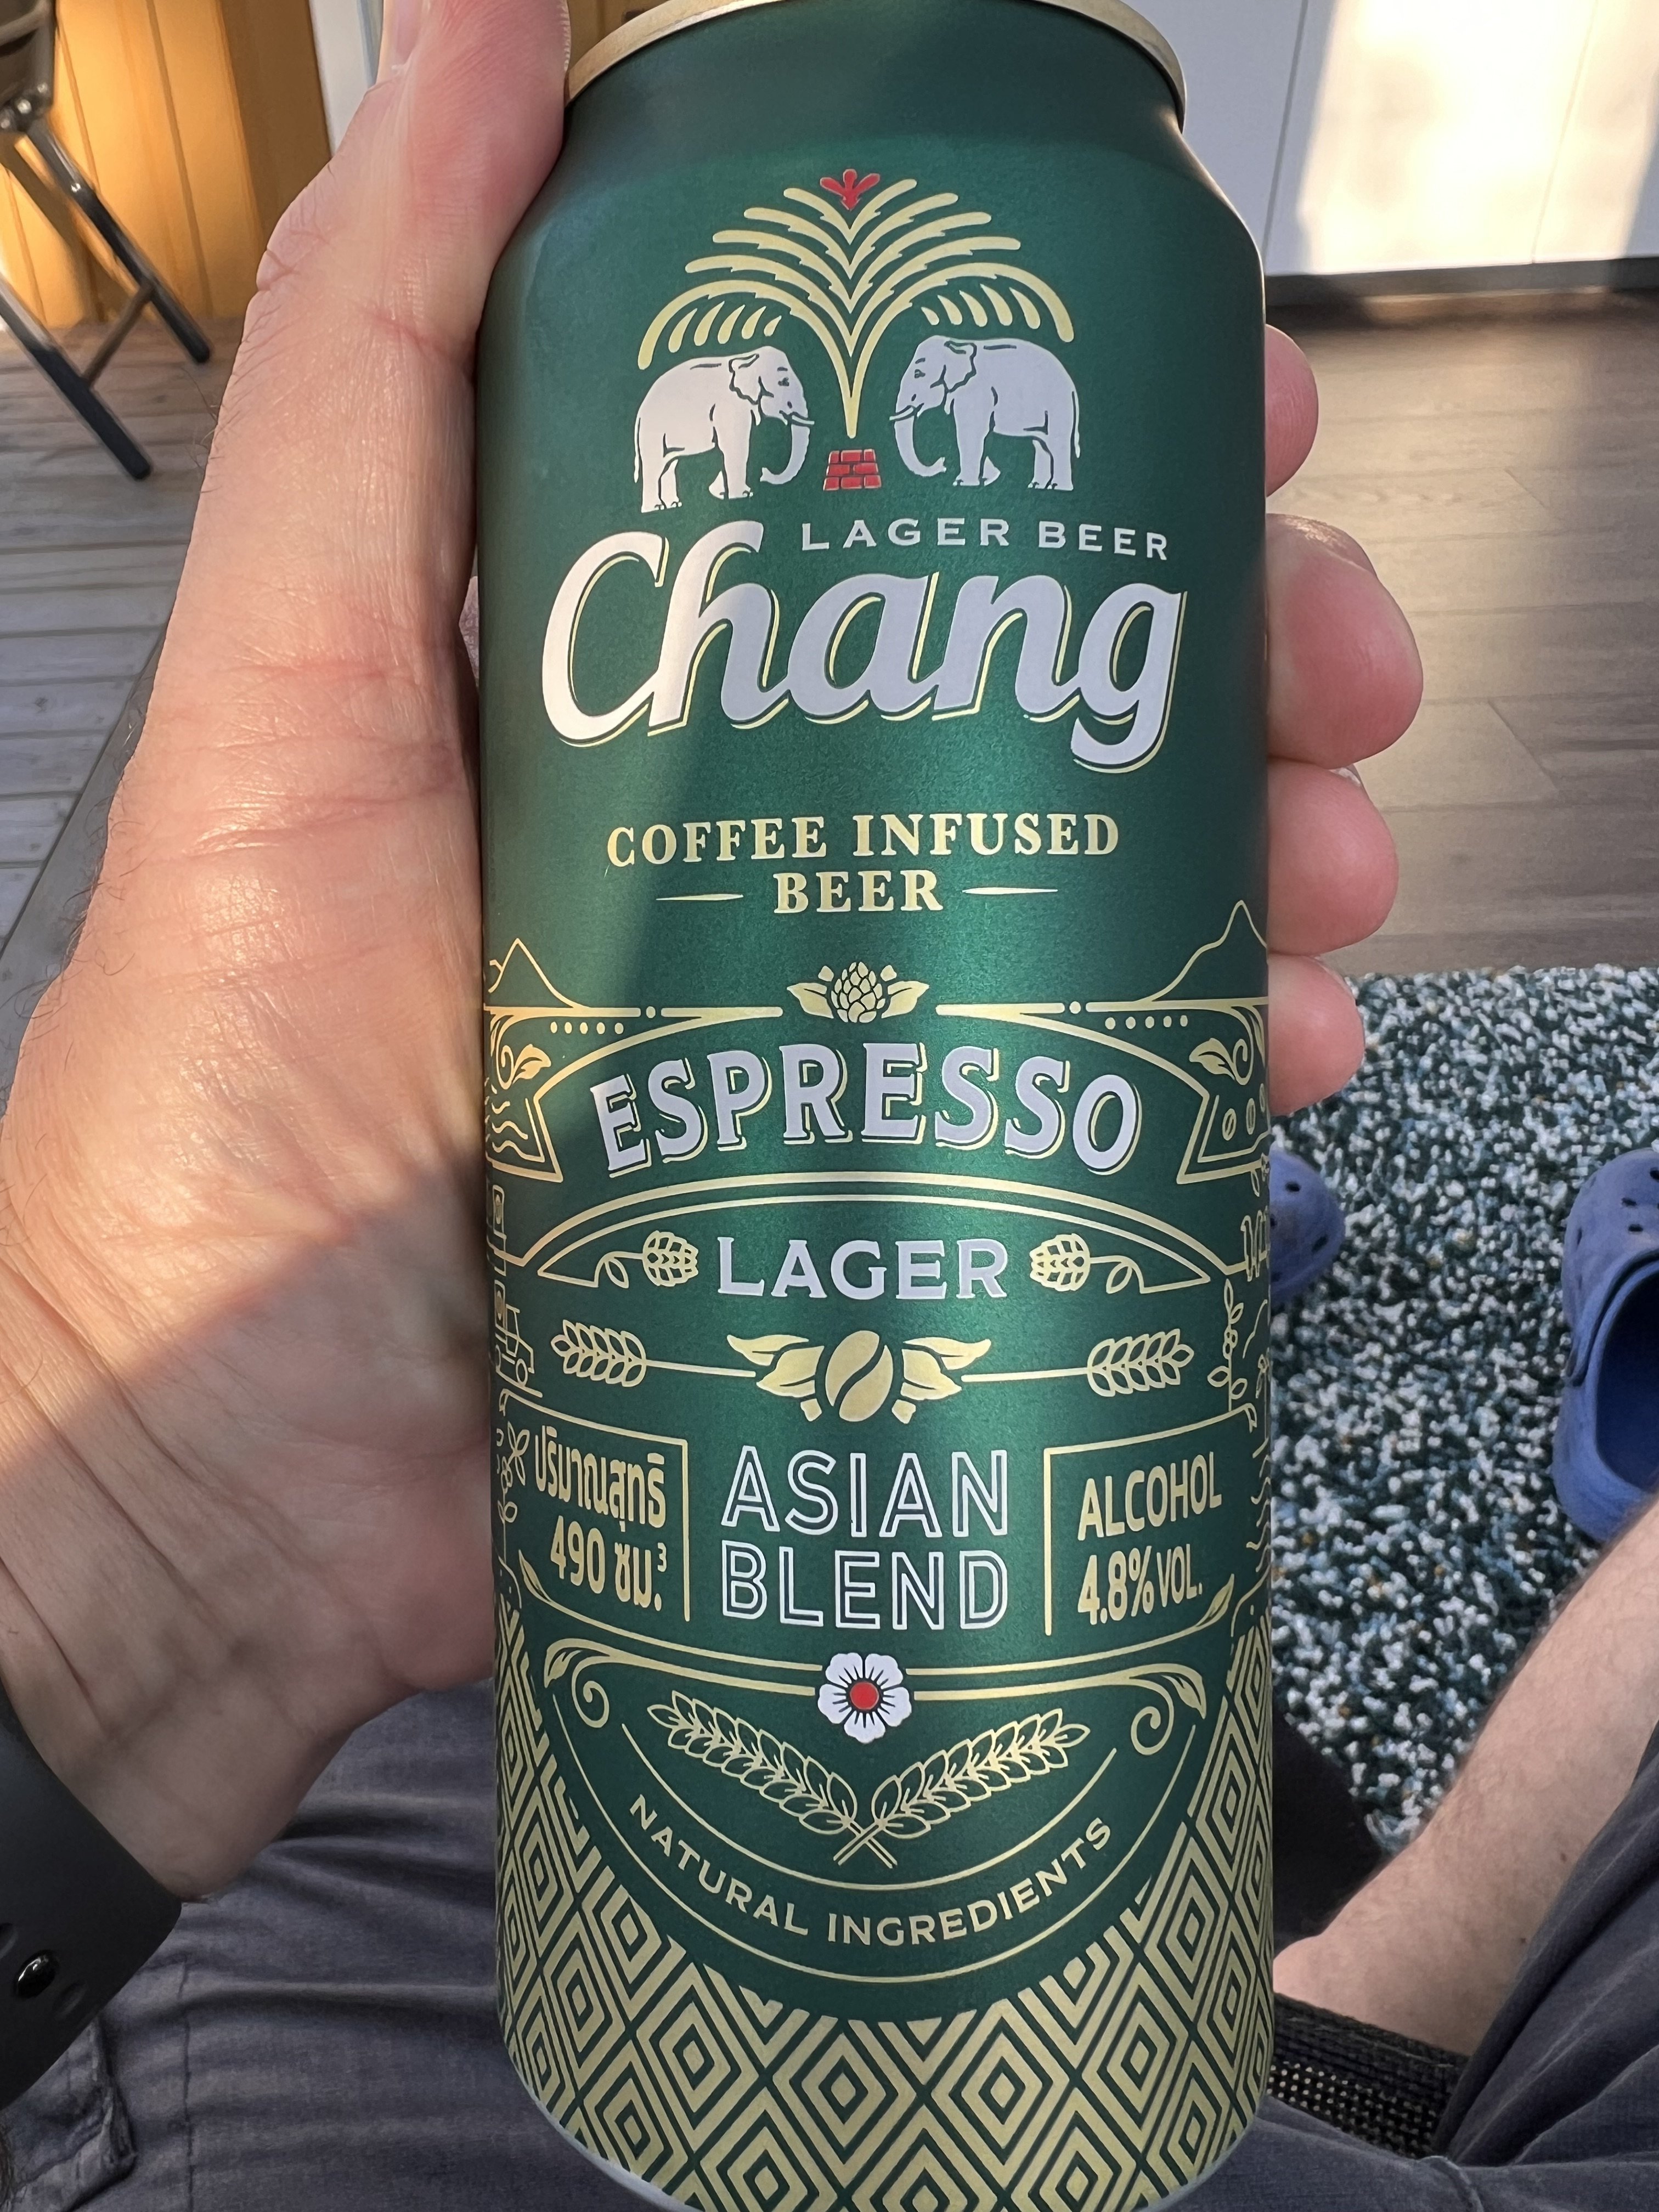 LAGER BEER
Chang
COFFEE INFUSED
BEER
ESPRESSO
LAGER
ปริมาณสุทธิ
490 ซม.³
ASIAN
BLEND
ALCOHOL
4.8% VOL.
NATURAL INGREDIENTS